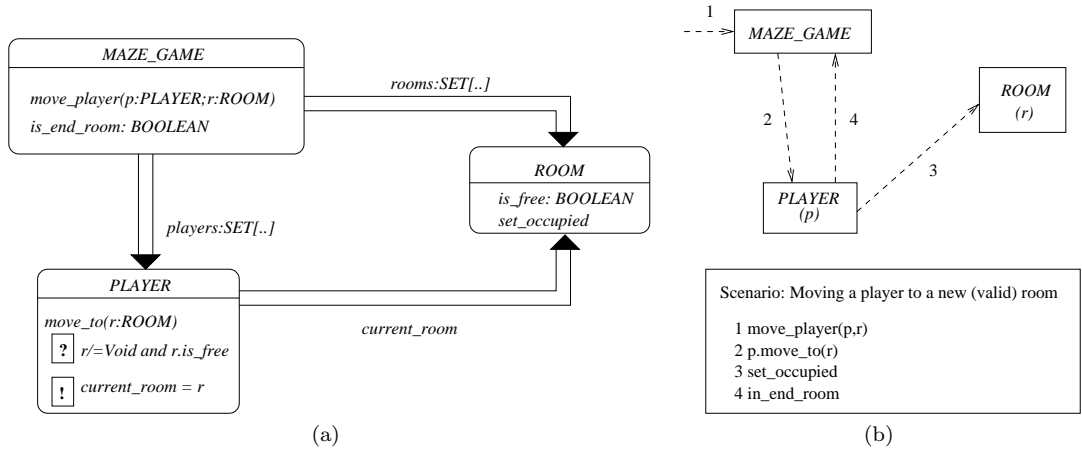 MAZE_GAME
move_player(p:PLAYER;r:ROOM)
is_end_room: BOOLEAN
rooms:SET[..]
ROOM
is_free: BOOLEAN
set_occupied
players:SET[..]
PLAYER
move_to(r:ROOM)
? r/=Void and r.is_free
! current_room = r
current_room
(a)
1
MAZE_GAME
ROOM
(r)
2
4
3
PLAYER
(p)
Scenario: Moving a player to a new (valid) room
1 move_player(p,r)
2 p.move_to(r)
3 set_occupied
4 in_end_room
(b)